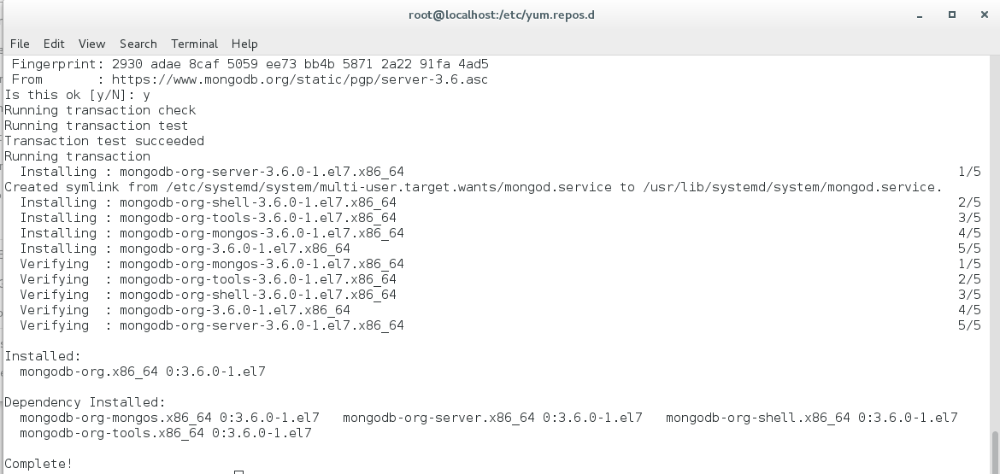 root@localhost:/etc/yum.repos.d
File Edit View Search Help
Fingerprint: 2930 adae 8caf 5059 ee73 bb4b 5871 2a22 91fa 4ad5
From       : https://www.mongodb.org/static/pgp/server-3.6.asc
Is this ok [y/N]: y
Running transaction check
Running transaction test
Transaction test succeeded
Running transaction
Installing : mongodb-org-server-3.6.0-1.el7.x86_64 1/5
Created symlink from /etc/systemd/system/multi-user.target.wants/mongod.service to /usr/lib/systemd/system/mongod.service.
Installing : mongodb-org-shell-3.6.0-1.el7.x86_64 2/5
Installing : mongodb-org-tools-3.6.0-1.el7.x86_64 3/5
Installing : mongodb-org-mongos-3.6.0-1.el7.x86_64 4/5
Installing : mongodb-org-3.6.0-1.el7.x86_64 5/5
Verifying  : mongodb-org-mongos-3.6.0-1.el7.x86_64 1/5
Verifying  : mongodb-org-tools-3.6.0-1.el7.x86_64 2/5
Verifying  : mongodb-org-shell-3.6.0-1.el7.x86_64 3/5
Verifying  : mongodb-org-3.6.0-1.el7.x86_64 4/5
Verifying  : mongodb-org-server-3.6.0-1.el7.x86_64 5/5
Installed:
mongodb-org.x86_64 0:3.6.0-1.el7
Dependency Installed:
mongodb-org-mongos.x86_64 0:3.6.0-1.el7   mongodb-org-server.x86_64 0:3.6.0-1.el7   mongodb-org-shell.x86_64 0:3.6.0-1.el7
mongodb-org-tools.x86_64 0:3.6.0-1.el7
Complete!